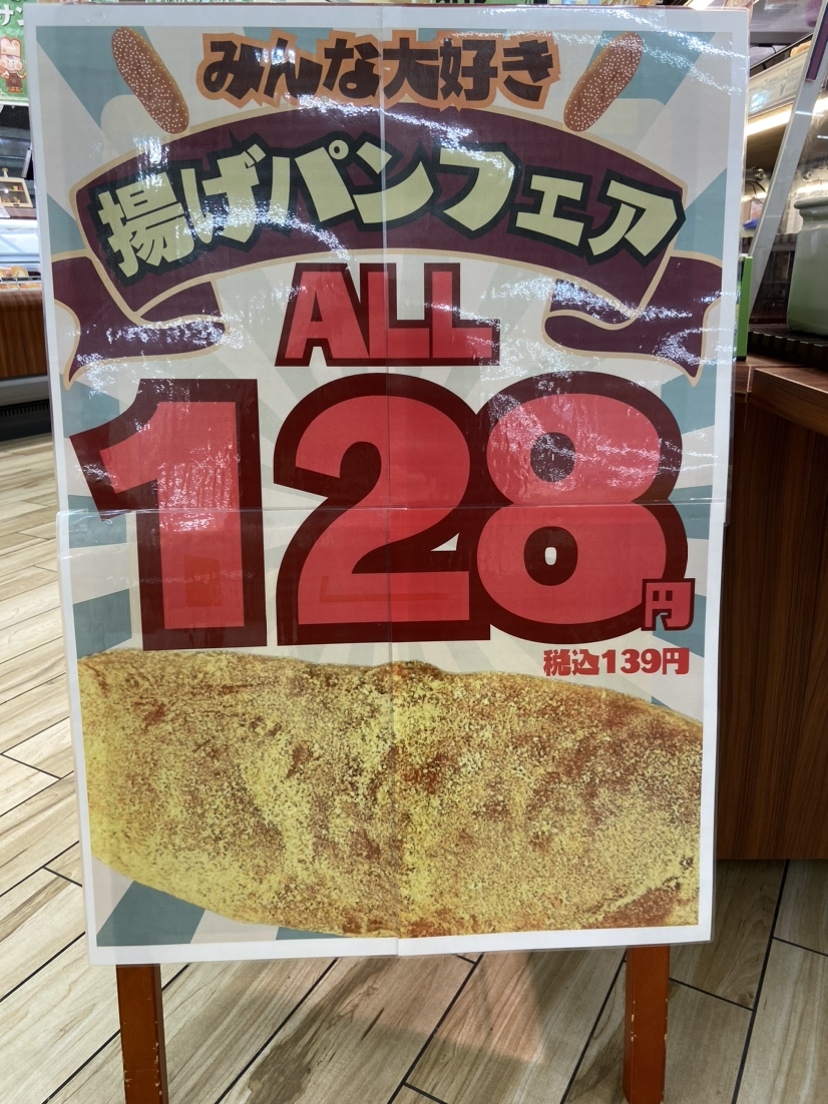 みんな大好き
揚げパンフェア
ALL
128円
税込139円